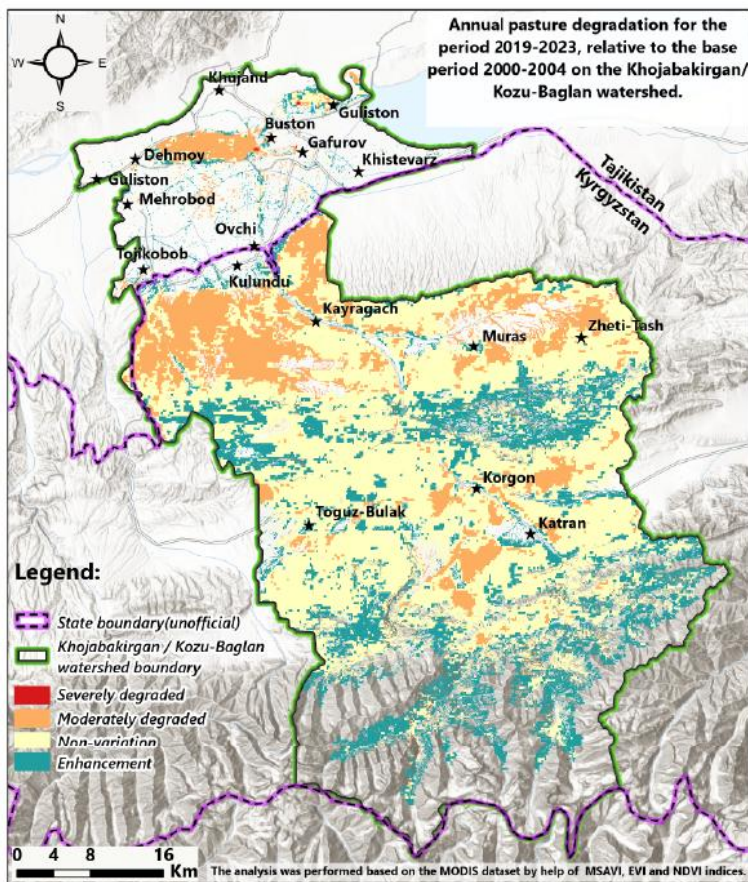 Annual pasture degradation for the
period 2019-2023, relative to the base
period 2000-2004 on the Khojabakirgan/
Kozu-Baglan watershed.
N
W
E
S
Khujand
Guliston
Buston
Gafurov
Dehmoy
Khistevarz
Guliston
Mehrobod
Tajikistan
Kyrgyzstan
Ovchi
Tojikobob
Kulundu
Kayragach
Muras
Zheti-Tash
Korgon
Toguz-Bulak
Katran
Legend:
State boundary(unofficial)
Khojabakirgan / Kozu-Baglan
watershed boundary
Severely degraded
Moderately degraded
Non-variation
Enhancement
0 4 8 16
Km
The analysis was performed based on the MODIS dataset by help of MSAVI, EVI and NDVI indices.